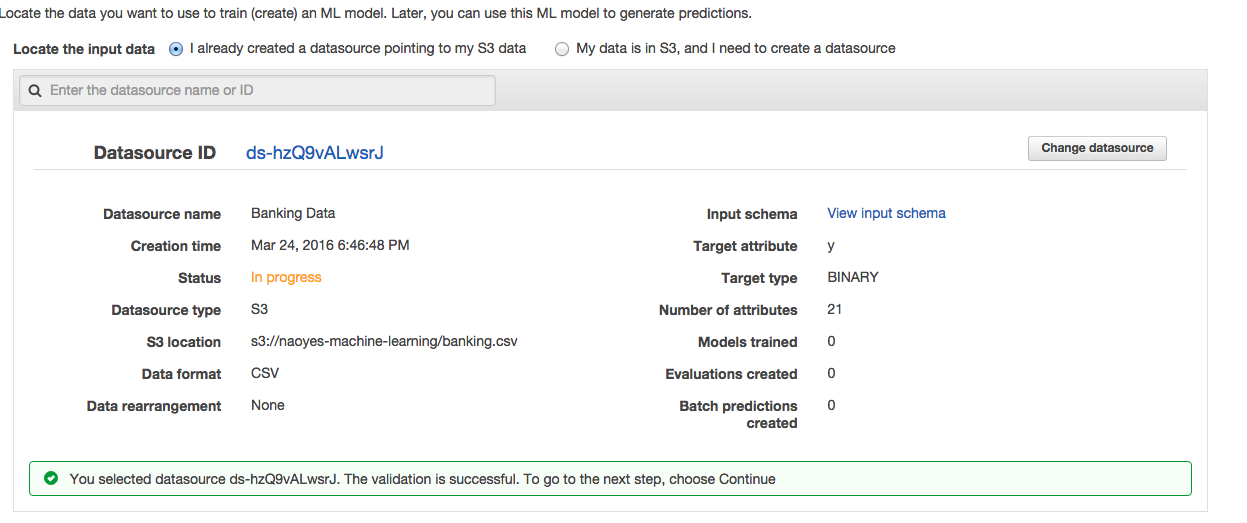 Locate the data you want to use to train (create) an ML model. Later, you can use this ML model to generate predictions.
Locate the input data I already created a datasource pointing to my S3 data My data is in S3, and I need to create a datasource
Enter the datasource name or ID
Datasource ID ds-hzQ9vALwsrJ Change datasource
Datasource name Banking Data Input schema View input schema
Creation time Mar 24, 2016 6:46:48 PM Target attribute y
Status In progress Target type BINARY
Datasource type S3 Number of attributes 21
S3 location s3://naoyes-machine-learning/banking.csv Models trained 0
Data format CSV Evaluations created 0
Data rearrangement None Batch predictions 0
created
You selected datasource ds-hzQ9vALwsrJ. The validation is successful. To go to the next step, choose Continue